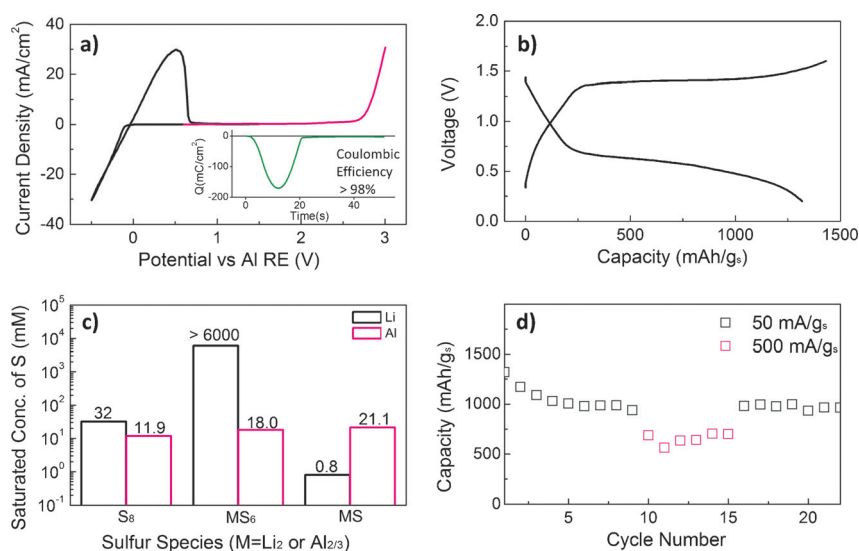 a)
Current Density (mA/cm²)
40
20
0
-20
-40
0
1
2
3
Potential vs Al RE (V)
Q(mC/cm²)
0
-100
-200
0
20
40
Time(s)
Coulombic
Efficiency
> 98%
b)
Voltage (V)
2.0
1.5
1.0
0.5
0.0
0
500
1000
1500
Capacity (mAh/gₛ)
c)
Saturated Conc. of S (mM)
10⁵
10⁴
10³
10²
10¹
10⁰
10⁻¹
Li
Al
32
11.9
> 6000
18.0
0.8
21.1
S₈
MS₆
MS
Sulfur Species (M=Li₂ or Al₂/₃)
d)
50 mA/gₛ
500 mA/gₛ
Capacity (mAh/gₛ)
1500
1000
500
0
5
10
15
20
Cycle Number